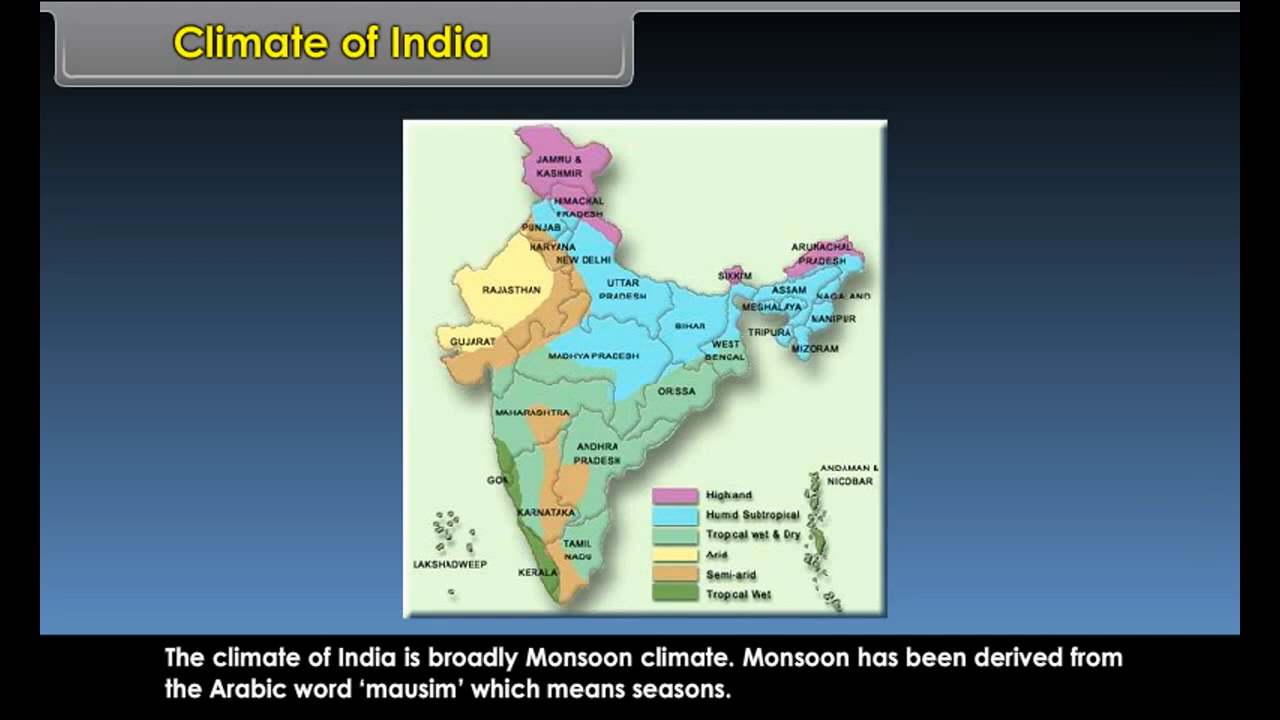 Climate of India
JAMMU &
KASHMIR
HIMACHAL
PRADESH
PUNJAB
HARYANA
NEW DELHI
RAJASTHAN
UTTAR
PRADESH
SIKKIM
ARUNACHAL
PRADESH
ASSAM
NAGALAND
MESHALAYA
MANIPUR
BIHAR
TRIPURA
GUJARAT
WEST
BENGAL
MIZORAM
MADHYA PRADESH
ORISSA
MAHARASHTRA
ANDHRA
PRADESH
GOA
ANDAMAN &
NICOBAR
KARNATAKA
TAMIL
NADU
LAKSHADWEEP
KERALA
Highland
Humid Subtropical
Tropical wet & Dry
Arid
Semi-arid
Tropical Wet
The climate of India is broadly Monsoon climate. Monsoon has been derived from
the Arabic word ‘mausim’ which means seasons.